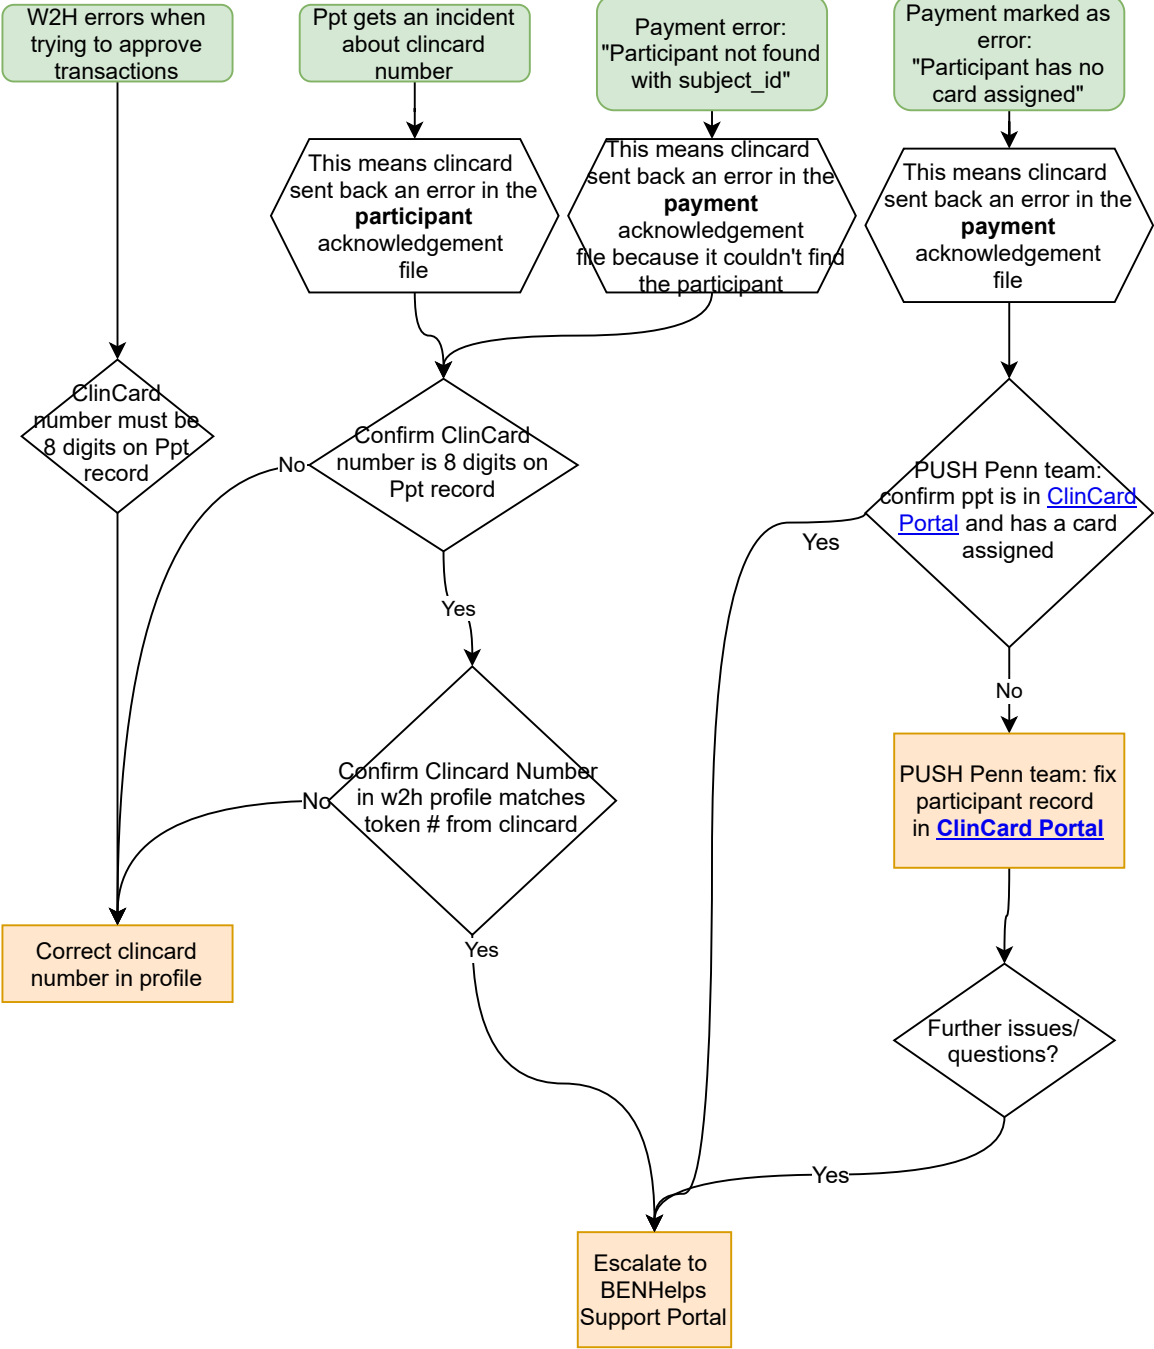 W2H errors when
trying to approve
transactions
Ppt gets an incident
about clincard
number
Payment error:
"Participant not found
with subject_id"
Payment marked as
error:
"Participant has no
card assigned"
This means clincard
sent back an error in the
participant
acknowledgement
file
This means clincard
sent back an error in the
payment
acknowledgement
file because it couldn't find
the participant
This means clincard
sent back an error in the
payment
acknowledgement
file
ClinCard
number must be
8 digits on Ppt
record
No
Confirm ClinCard
number is 8 digits on
Ppt record
Yes
PUSH Penn team:
confirm ppt is in ClinCard
Portal and has a card
assigned
Yes
No
Confirm Clincard Number
in w2h profile matches
token # from clincard
No
Yes
PUSH Penn team: fix
participant record
in ClinCard Portal
Correct clincard
number in profile
Further issues/
questions?
Yes
Escalate to
BENHelps
Support Portal